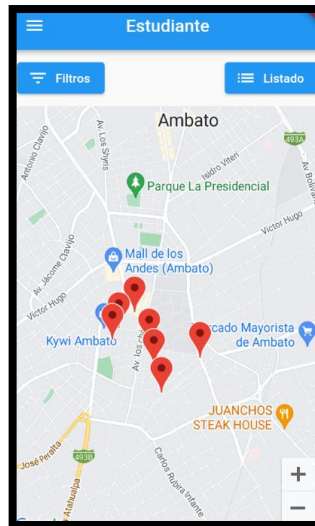 Estudiante
Filtros
Listado
Ambato
Antonio Clavijo
Av. Los Shyris
493A
Isidro Viteri
Parque La Presidencial
Av. Bolivar
Victor Hugo
Av. Jácome Clavijo
Mall de los
Andes (Ambato)
Victor Hugo
Kywi Ambato
cado Mayorista
de Ambato
JUANCHOS
STEAK HOUSE
José Peralta
493B
Carlos Rubira Infante
Atahualpa
+
−